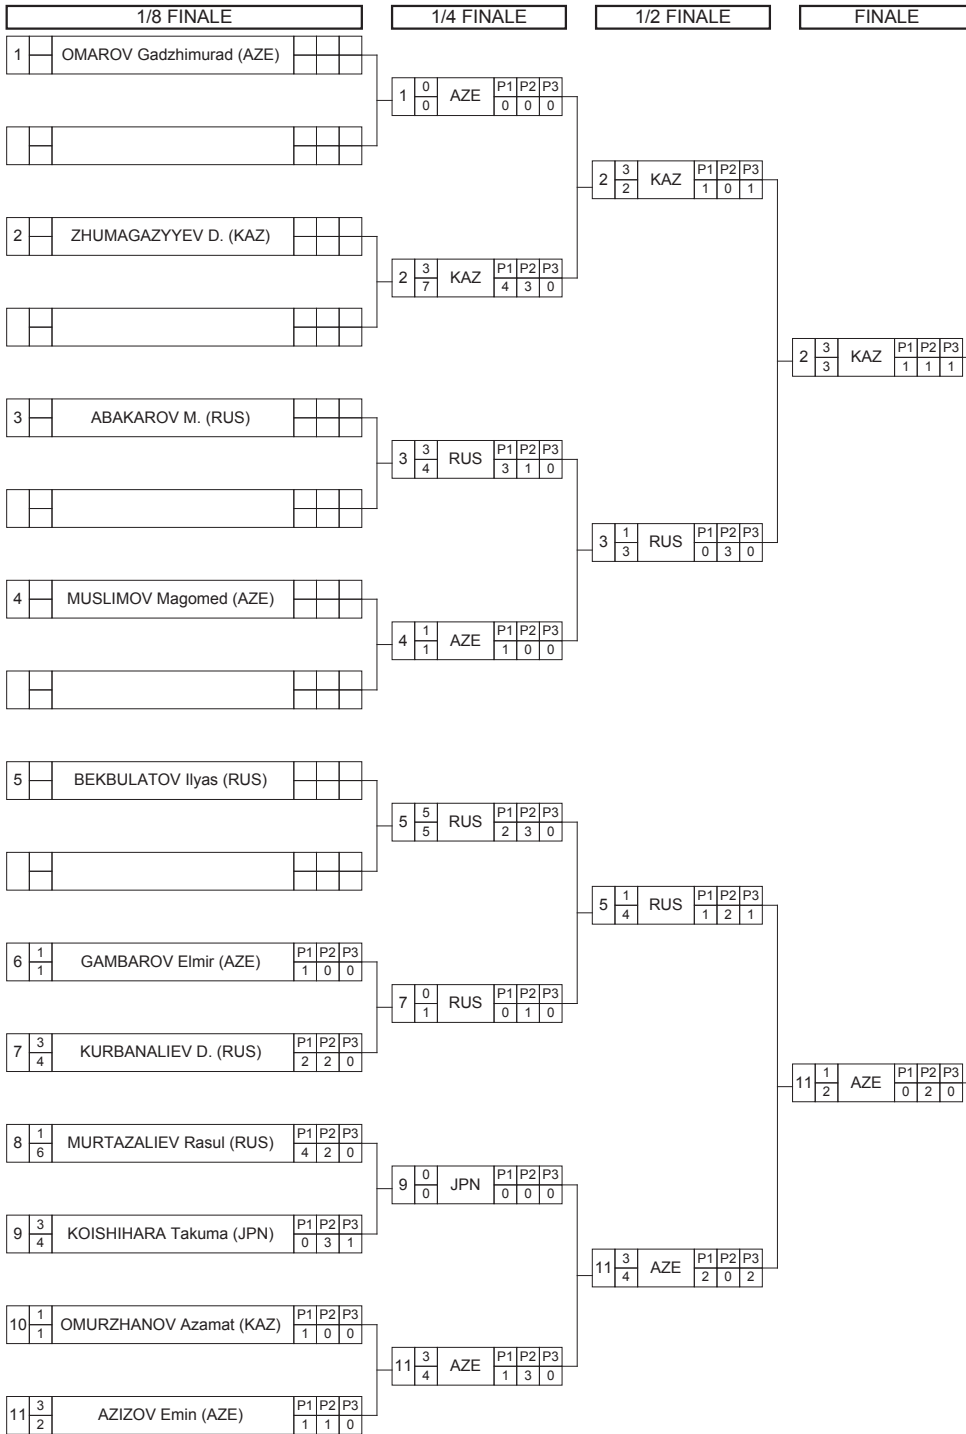 1/8 FINALE 1/4 FINALE 1/2 FINALE FINALE
1 OMAROV Gadzhimurad (AZE)
1 0 0 AZE P1 P2 P3 0 0 0
2 3 2 KAZ P1 P2 P3 1 0 1
2 ZHUMAGAZYYEV D. (KAZ)
2 3 7 KAZ P1 P2 P3 4 3 0
2 3 3 KAZ P1 P2 P3 1 1 1
3 ABAKAROV M. (RUS)
3 3 4 RUS P1 P2 P3 3 1 0
3 1 3 RUS P1 P2 P3 0 3 0
4 MUSLIMOV Magomed (AZE)
4 1 1 AZE P1 P2 P3 1 0 0
5 BEKBULATOV Ilyas (RUS)
5 5 5 RUS P1 P2 P3 2 3 0
5 1 4 RUS P1 P2 P3 1 2 1
6 1 1 GAMBAROV Elmir (AZE) P1 P2 P3 1 0 0
7 0 1 RUS P1 P2 P3 0 1 0
7 3 4 KURBANALIEV D. (RUS) P1 P2 P3 2 2 0
11 1 2 AZE P1 P2 P3 0 2 0
8 1 6 MURTAZALIEV Rasul (RUS) P1 P2 P3 4 2 0
9 0 0 JPN P1 P2 P3 0 0 0
9 3 4 KOISHIHARA Takuma (JPN) P1 P2 P3 0 3 1
11 3 4 AZE P1 P2 P3 2 0 2
10 1 1 OMURZHANOV Azamat (KAZ) P1 P2 P3 1 0 0
11 3 4 AZE P1 P2 P3 1 3 0
11 3 2 AZIZOV Emin (AZE) P1 P2 P3 1 1 0